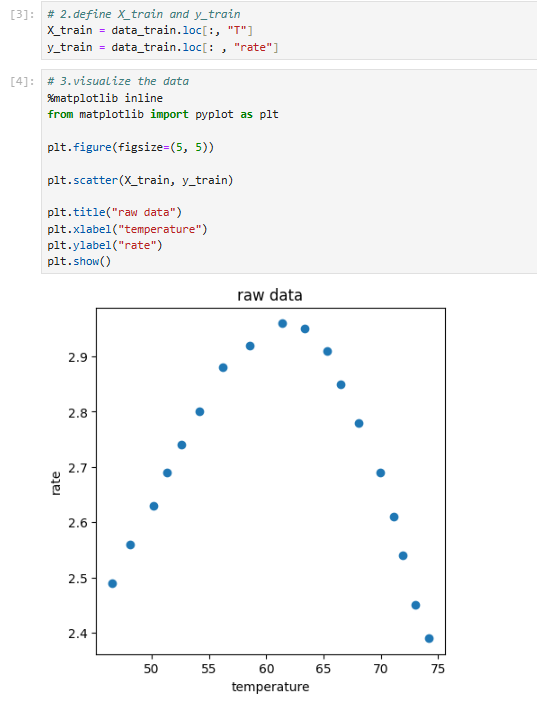 [3]: # 2.define X_train and y_train
X_train = data_train.loc[:, "T"]
y_train = data_train.loc[: , "rate"]
[4]: # 3.visualize the data
%matplotlib inline
from matplotlib import pyplot as plt
plt.figure(figsize=(5, 5))
plt.scatter(X_train, y_train)
plt.title("raw data")
plt.xlabel("temperature")
plt.ylabel("rate")
plt.show()
raw data
2.9
2.8
2.7
2.6
2.5
2.4
rate
50 55 60 65 70 75
temperature